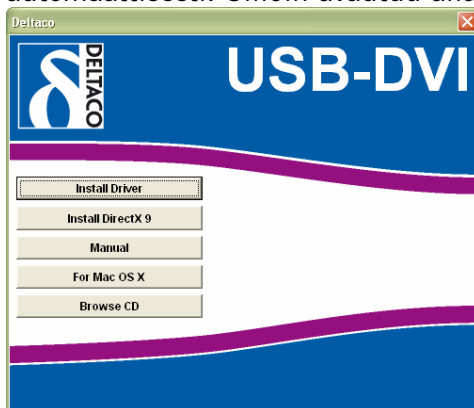 Deltaco
DELTACO
USB-DVI
Install Driver
Install DirectX 9
Manual
For Mac OS X
Browse CD